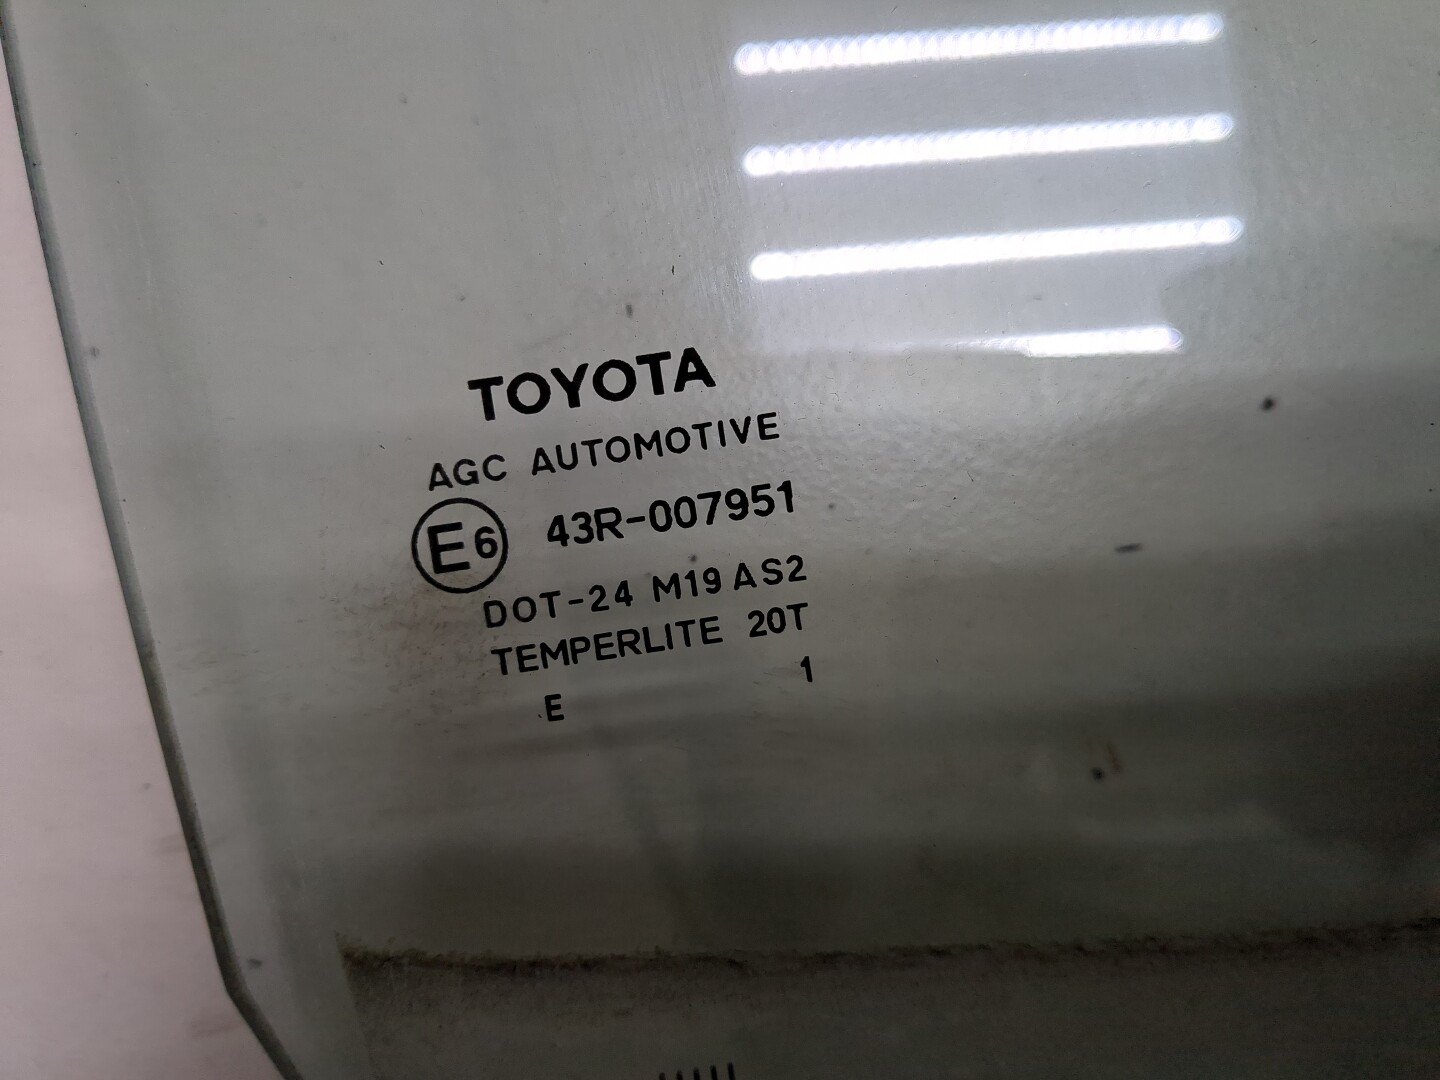 TOYOTA
AGC AUTOMOTIVE
E6 43R-007951
DOT-24 M19 AS2
TEMPERLITE 20T
E 1